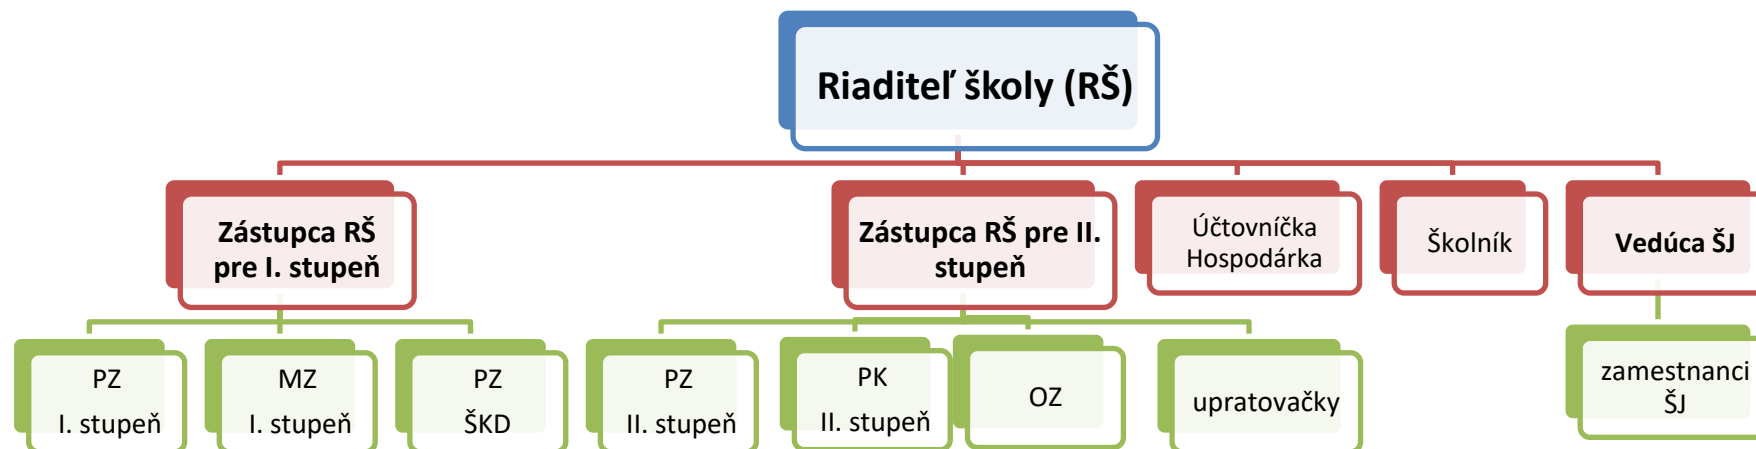 Riaditeľ školy (RŠ)
Zástupca RŠ
pre I. stupeň
Zástupca RŠ pre II.
stupeň
Účtovníčka
Hospodárka
Školník
Vedúca ŠJ
PZ
I. stupeň
MZ
I. stupeň
PZ
ŠKD
PZ
II. stupeň
PK
II. stupeň
OZ
upratovačky
zamestnanci
ŠJ